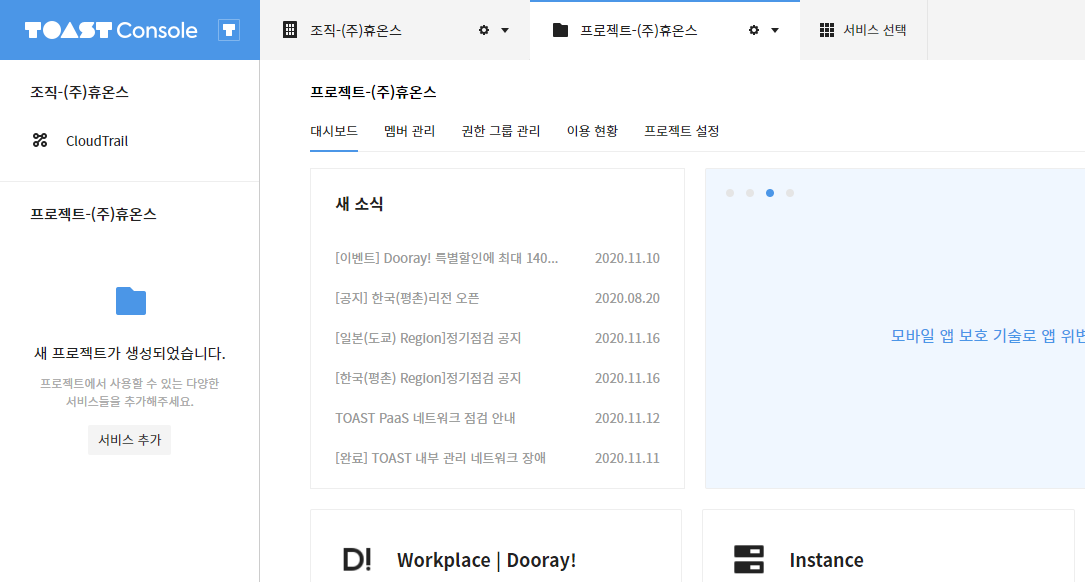 TOAST Console T
조직-(주)휴온스
프로젝트-(주)휴온스
서비스 선택
조직-(주)휴온스
CloudTrail
프로젝트-(주)휴온스
새 프로젝트가 생성되었습니다.
프로젝트에서 사용할 수 있는 다양한
서비스들을 추가해주세요.
서비스 추가
프로젝트-(주)휴온스
대시보드 멤버 관리 권한 그룹 관리 이용 현황 프로젝트 설정
새 소식
[이벤트] Dooray! 특별할인에 최대 140... 2020.11.10
[공지] 한국(평촌)리전 오픈 2020.08.20
[일본(도쿄) Region]정기점검 공지 2020.11.16
[한국(평촌) Region]정기점검 공지 2020.11.16
TOAST PaaS 네트워크 점검 안내 2020.11.12
[완료] TOAST 내부 관리 네트워크 장애 2020.11.11
모바일 앱 보호 기술로 앱 위변
D! Workplace | Dooray!
Instance